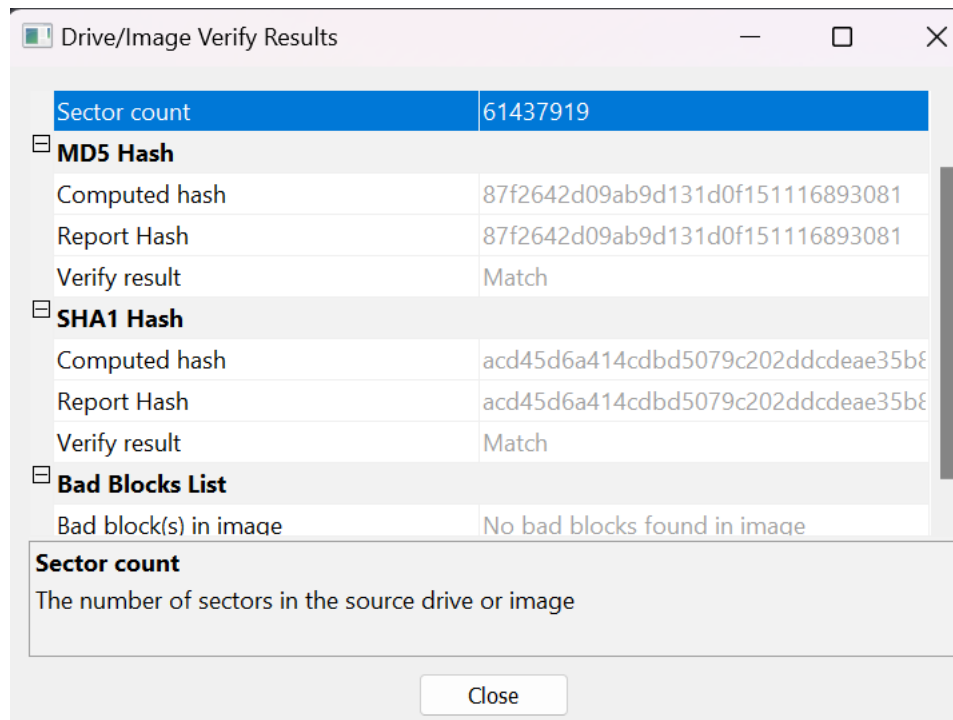 Drive/Image Verify Results
Sector count 61437919
MD5 Hash
Computed hash 87f2642d09ab9d131d0f151116893081
Report Hash 87f2642d09ab9d131d0f151116893081
Verify result Match
SHA1 Hash
Computed hash acd45d6a414cdbd5079c202ddcdeae35b8
Report Hash acd45d6a414cdbd5079c202ddcdeae35b8
Verify result Match
Bad Blocks List
Bad block(s) in image No bad blocks found in image
Sector count
The number of sectors in the source drive or image
Close